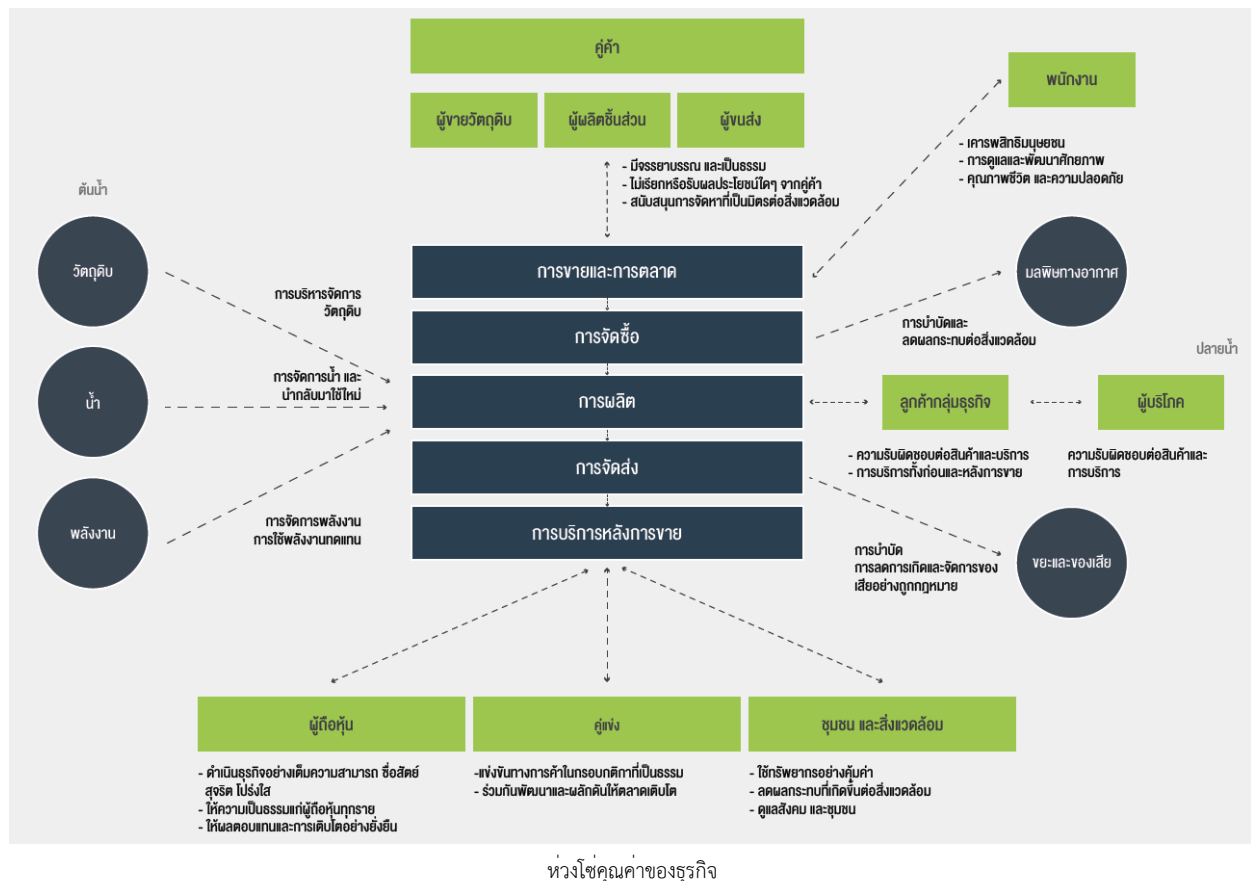 คู่ค้า
ผู้ขายวัตถุดิบ
ผู้ผลิตชิ้นส่วน
ผู้ขนส่ง
พนักงาน
- มีจรรยาบรรณ และเป็นธรรม
- ไม่เรียกหรือรับผลประโยชน์ใดๆ จากคู่ค้า
- สนับสนุนการจัดหาที่เป็นมิตรต่อสิ่งแวดล้อม
- เคารพสิทธิมนุษยชน
- การดูแลและพัฒนาศักยภาพ
- คุณภาพชีวิต และความปลอดภัย
ต้นน้ำ
วัตถุดิบ
การบริหารจัดการ
วัตถุดิบ
น้ำ
การจัดการน้ำ และ
นำกลับมาใช้ใหม่
พลังงาน
การจัดการพลังงาน
การใช้พลังงานทดแทน
การขายและการตลาด
การจัดซื้อ
การผลิต
การจัดส่ง
การบริการหลังการขาย
มลพิษทางอากาศ
การบำบัดและ
ลดผลกระทบต่อสิ่งแวดล้อม
ปลายน้ำ
ลูกค้ากลุ่มธุรกิจ
ผู้บริโภค
- ความรับผิดชอบต่อสินค้าและบริการ
- การบริการทั้งก่อนและหลังการขาย
ความรับผิดชอบต่อสินค้าและ
การบริการ
การบำบัด
การลดการเกิดและจัดการของ
เสียอย่างถูกกฎหมาย
ขยะและของเสีย
ผู้ถือหุ้น
- ดำเนินธุรกิจอย่างเต็มความสามารถ ซื่อสัตย์
สุจริต โปร่งใส
- ให้ความเป็นธรรมแก่ผู้ถือหุ้นทุกราย
- ให้ผลตอบแทนและการเติบโตอย่างยั่งยืน
คู่แข่ง
-แข่งขันทางการค้าในกรอบกติกาที่เป็นธรรม
- ร่วมกันพัฒนาและผลักดันให้ตลาดเติบโต
ชุมชน และสิ่งแวดล้อม
- ใช้ทรัพยากรอย่างคุ้มค่า
- ลดผลกระทบที่เกิดขึ้นต่อสิ่งแวดล้อม
- ดูแลสังคม และชุมชน
ห่วงโซ่คุณค่าของธุรกิจ